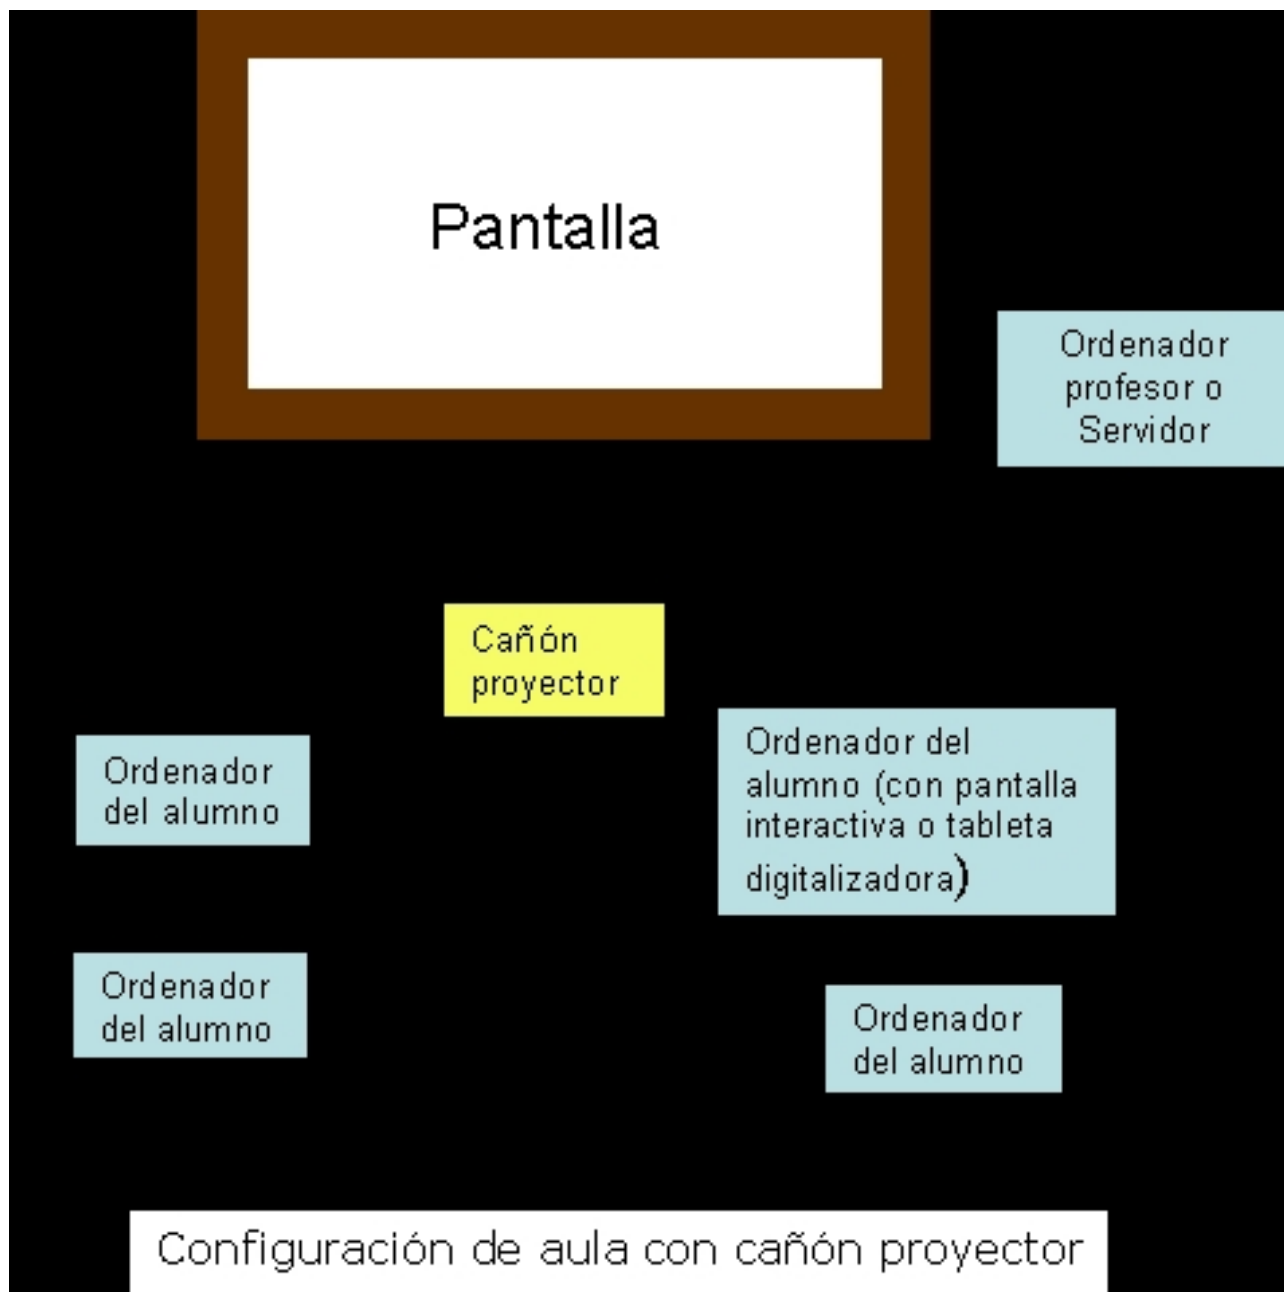 Pantalla
Ordenador
profesor o
Servidor
Cañón
proyector
Ordenador
del alumno
Ordenador del
alumno (con pantalla
interactiva o tableta
digitalizadora)
Ordenador
del alumno
Ordenador
del alumno
Configuración de aula con cañón proyector